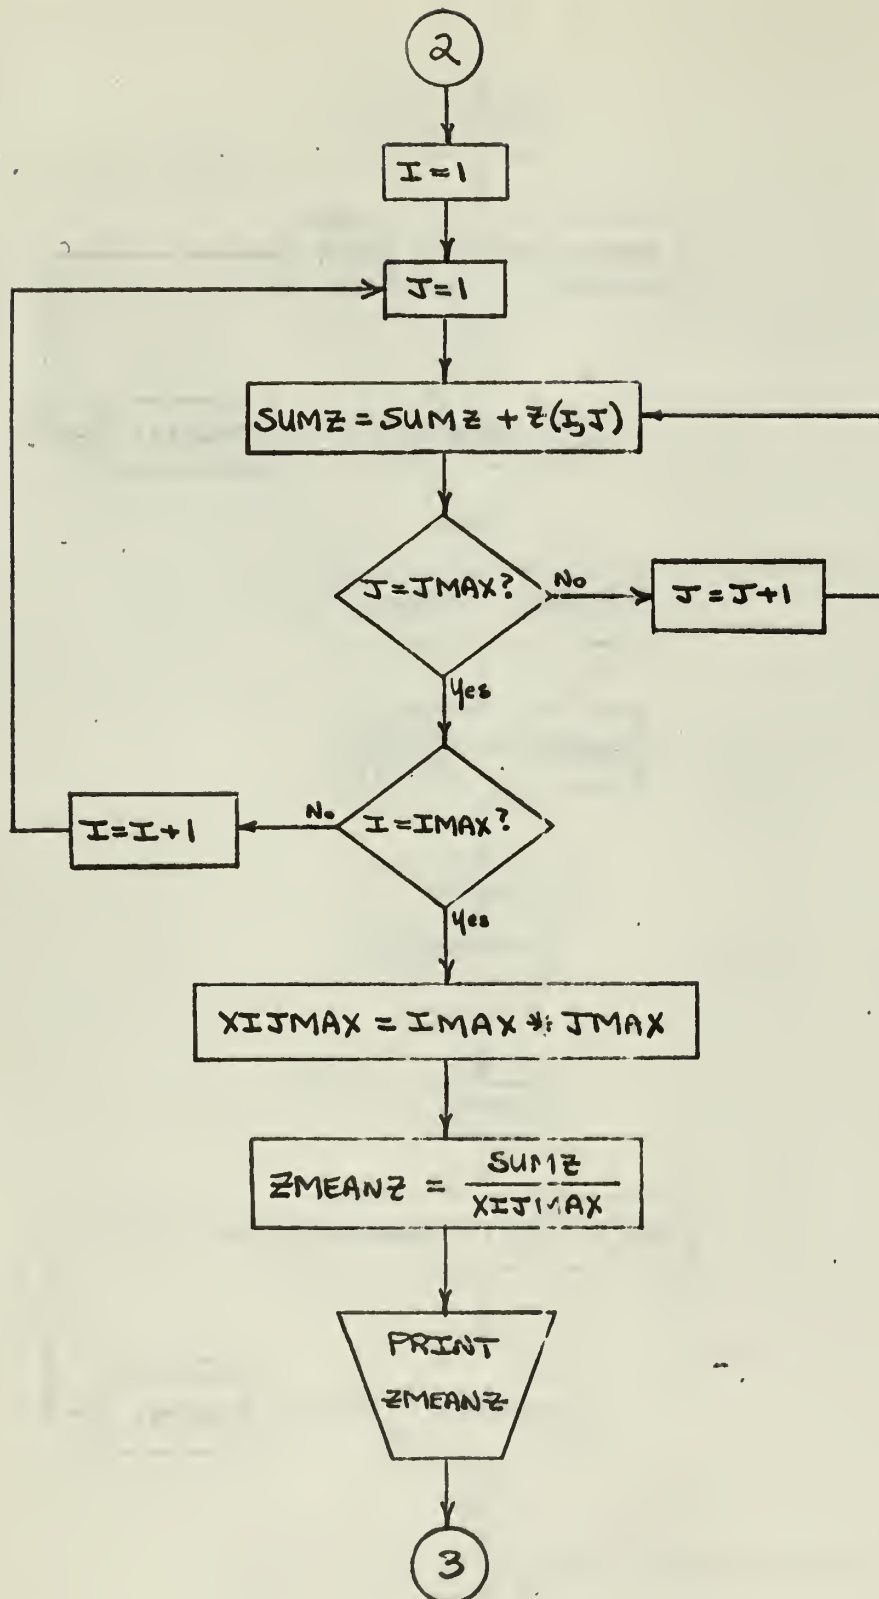 2
I = 1
J = 1
SUMZ = SUMZ + Z(I,J)
J = JMAX?
No
J = J+1
Yes
I = IMAX?
No
I = I+1
Yes
XIJMAX = IMAX * JMAX
ZMEANZ = SUMZ
XIJMAX
PRINT
ZMEANZ
3